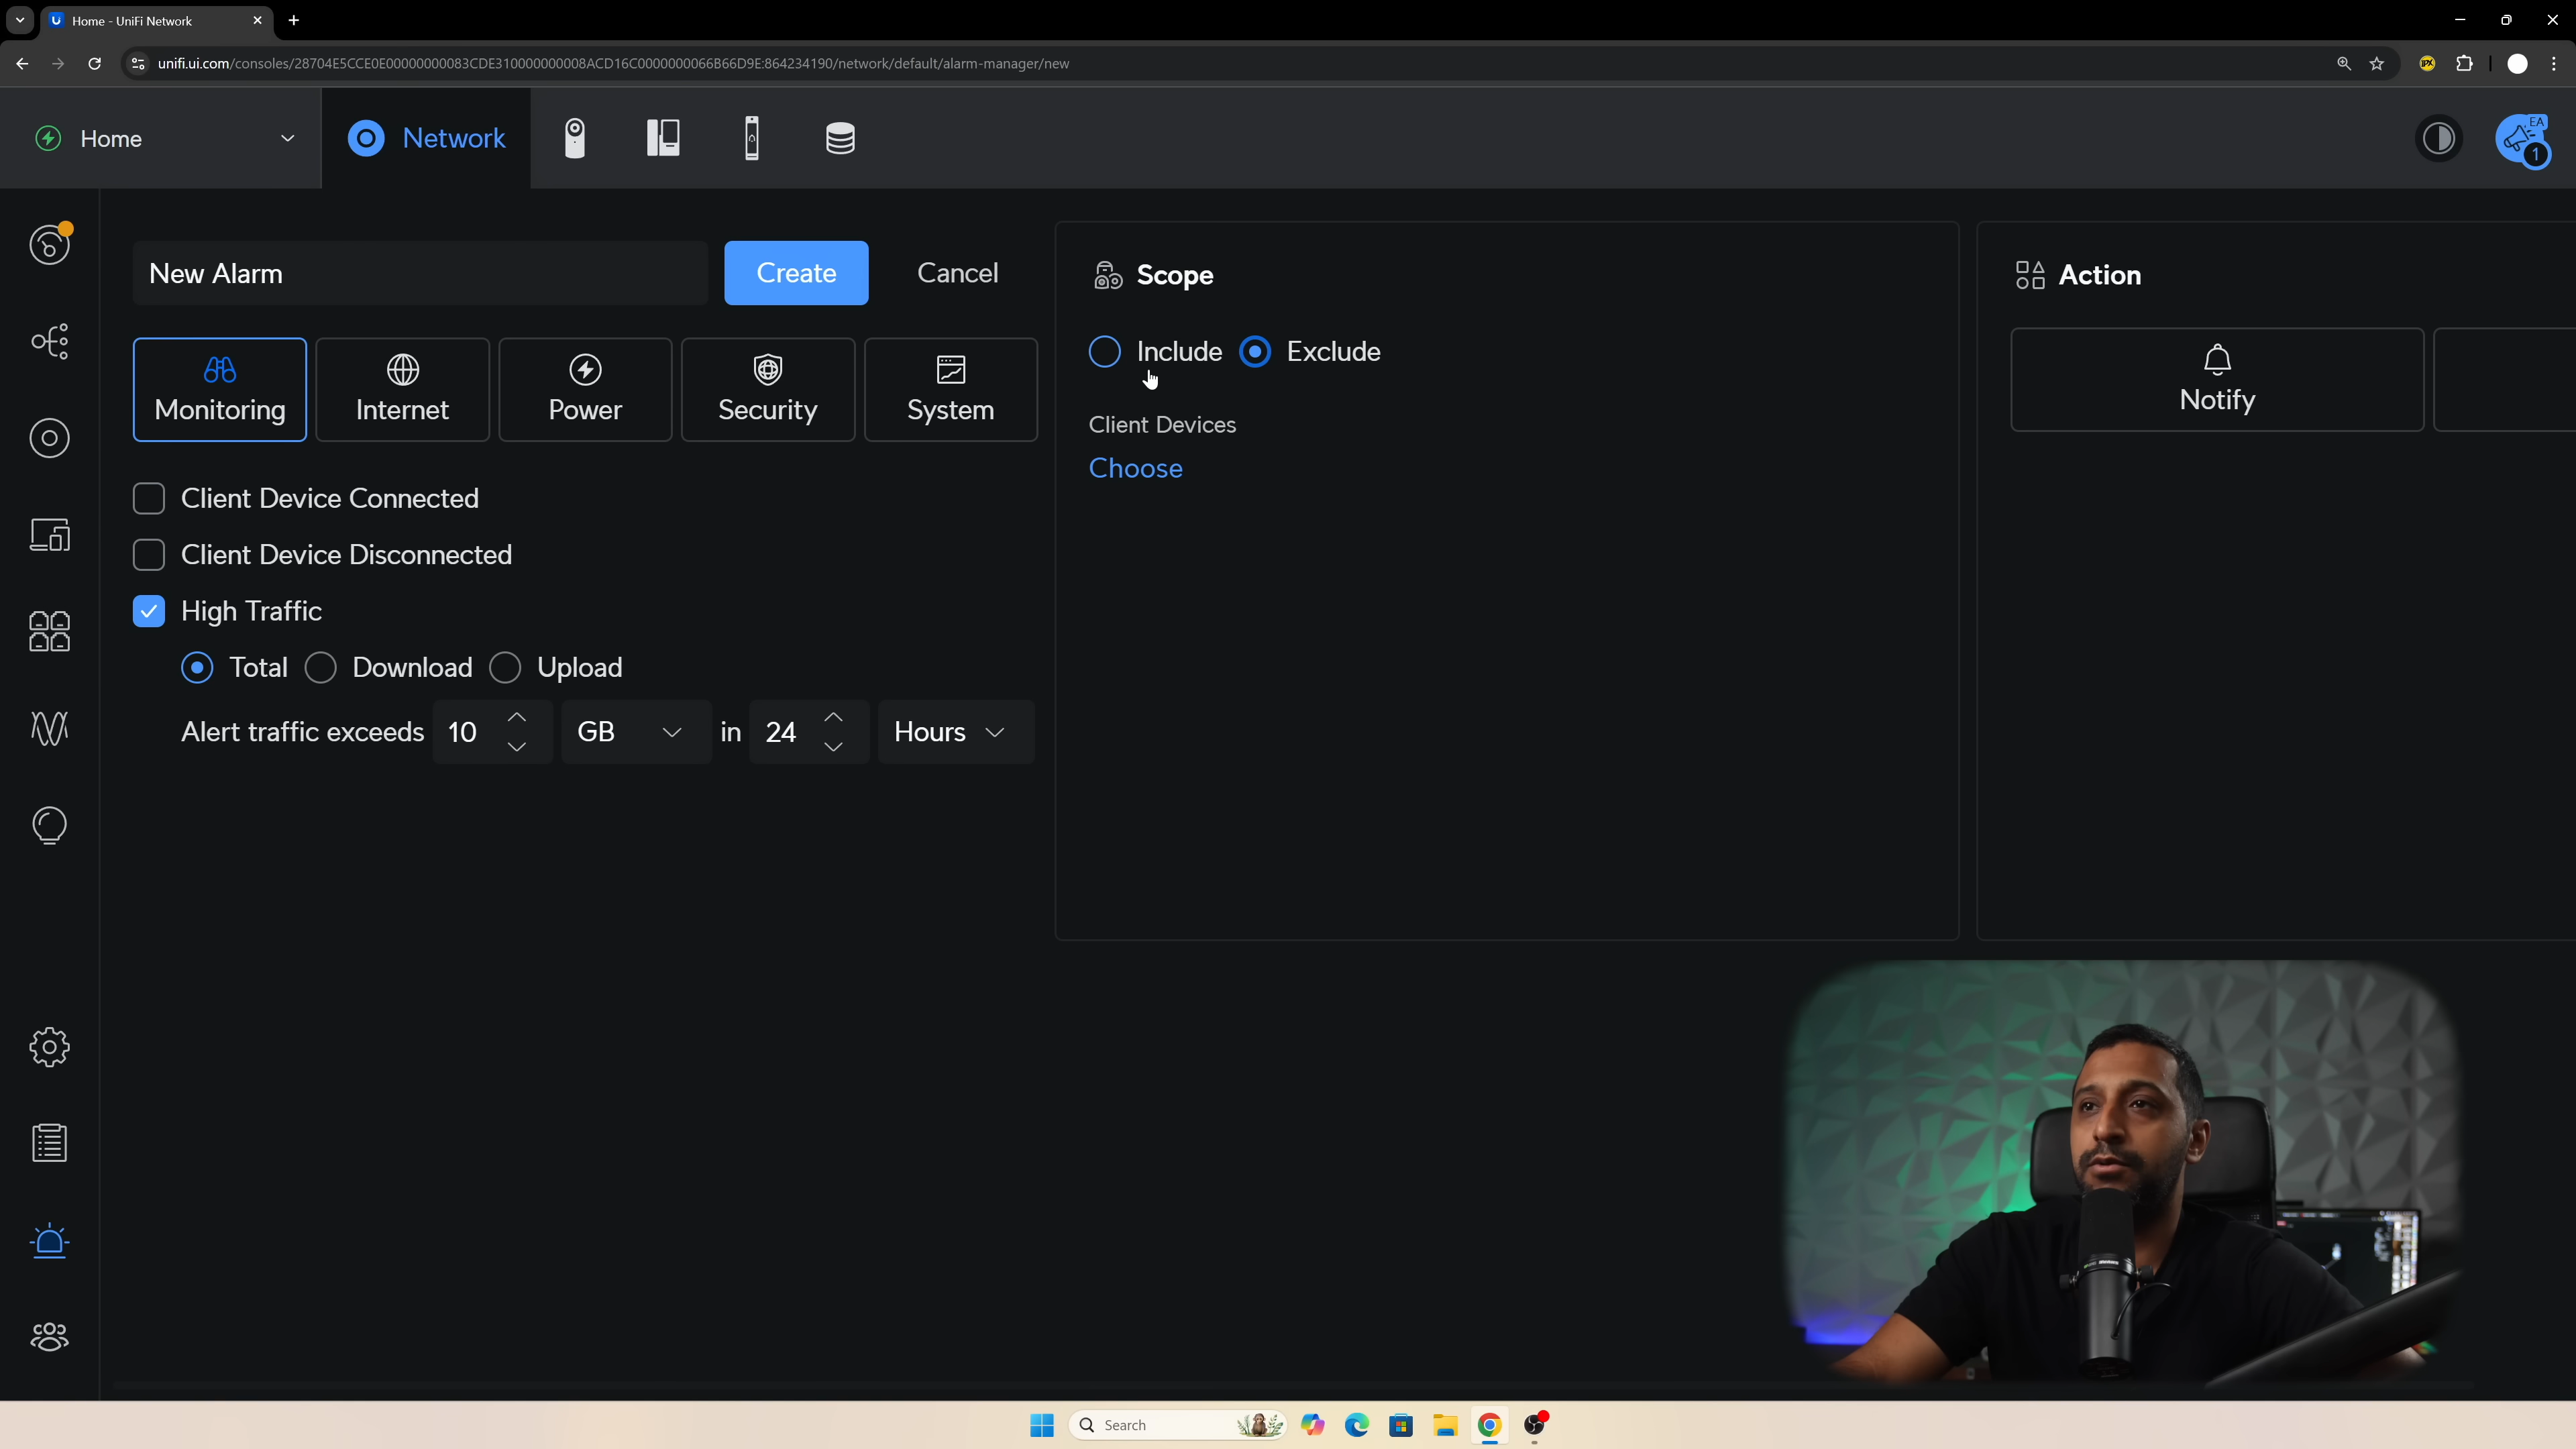 Home - UniFi Network
unifi.ui.com/consoles/28704E5CCE0E00000000083CDE310000000008ACD16C0000000066B66D9E:864234190/network/default/alarm-manager/new
Home
Network
EA
1
New Alarm
Create
Cancel
Scope
Action
Include
Exclude
Notify
Monitoring
Internet
Power
Security
System
Client Devices
Choose
Client Device Connected
Client Device Disconnected
High Traffic
Total
Download
Upload
Alert traffic exceeds 10 GB in 24 Hours
Search